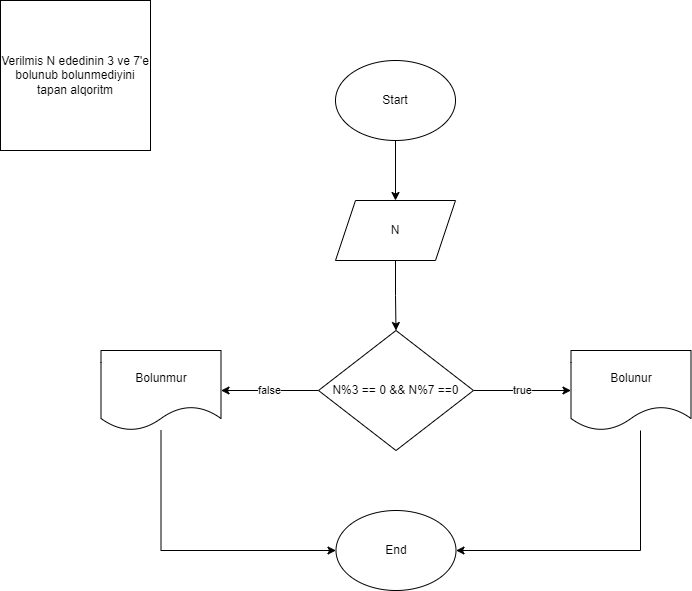 Verilmis N ededinin 3 ve 7'e
bolunub bolunmediyini
tapan alqoritm
Start
N
N%3 == 0 && N%7 ==0
false
true
Bolunmur
Bolunur
End